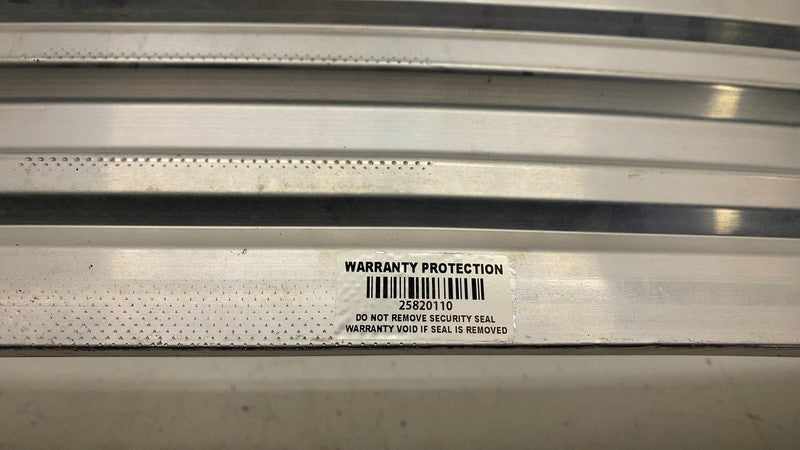 WARRANTY PROTECTION
25820110
DO NOT REMOVE SECURITY SEAL
WARRANTY VOID IF SEAL IS REMOVED